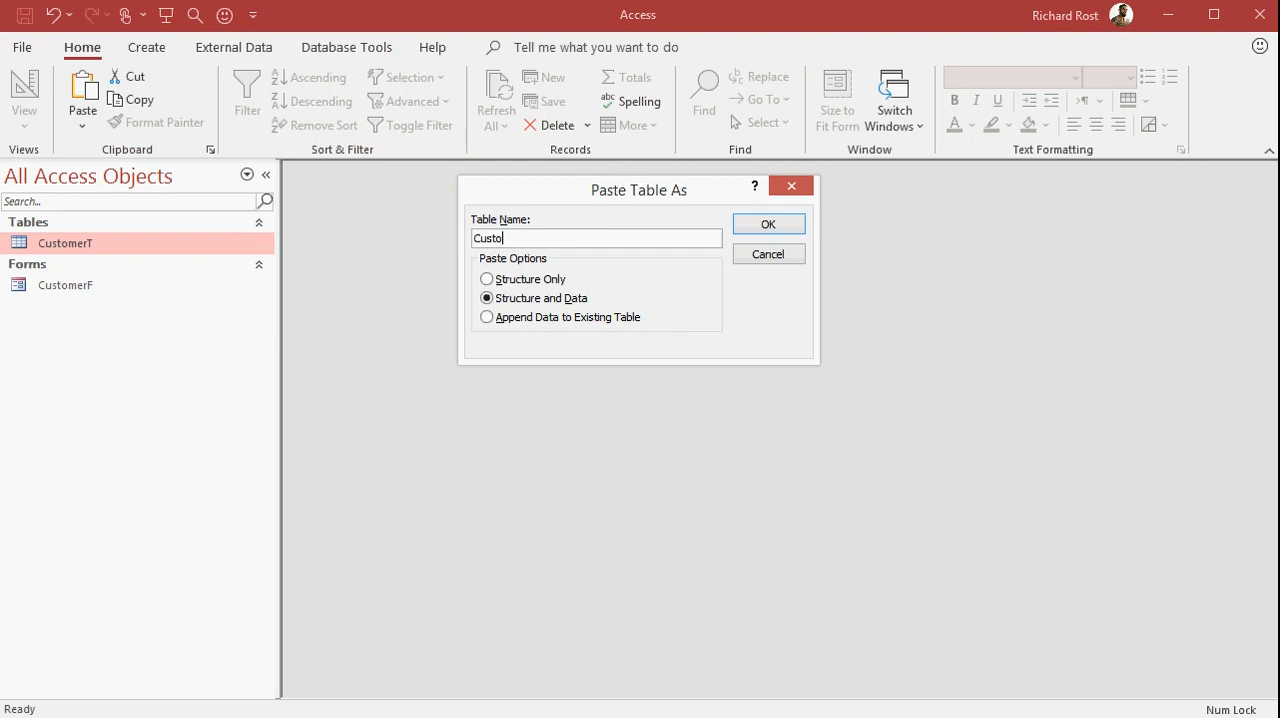 Access
Richard Rost
File Home Create External Data Database Tools Help Tell me what you want to do
View
Views
Paste
Cut
Copy
Format Painter
Clipboard
Filter
Ascending
Descending
Remove Sort
Selection
Advanced
Toggle Filter
Sort & Filter
Refresh
All
New
Save
Delete
Totals
Spelling
More
Records
Find
Replace
Go To
Select
Find
Size to
Fit Form
Switch
Windows
Window
B I U
A
Text Formatting
All Access Objects
Search...
Tables
CustomerT
Forms
CustomerF
Paste Table As
?
Table Name:
Custo
OK
Cancel
Paste Options
Structure Only
Structure and Data
Append Data to Existing Table
Ready
Num Lock